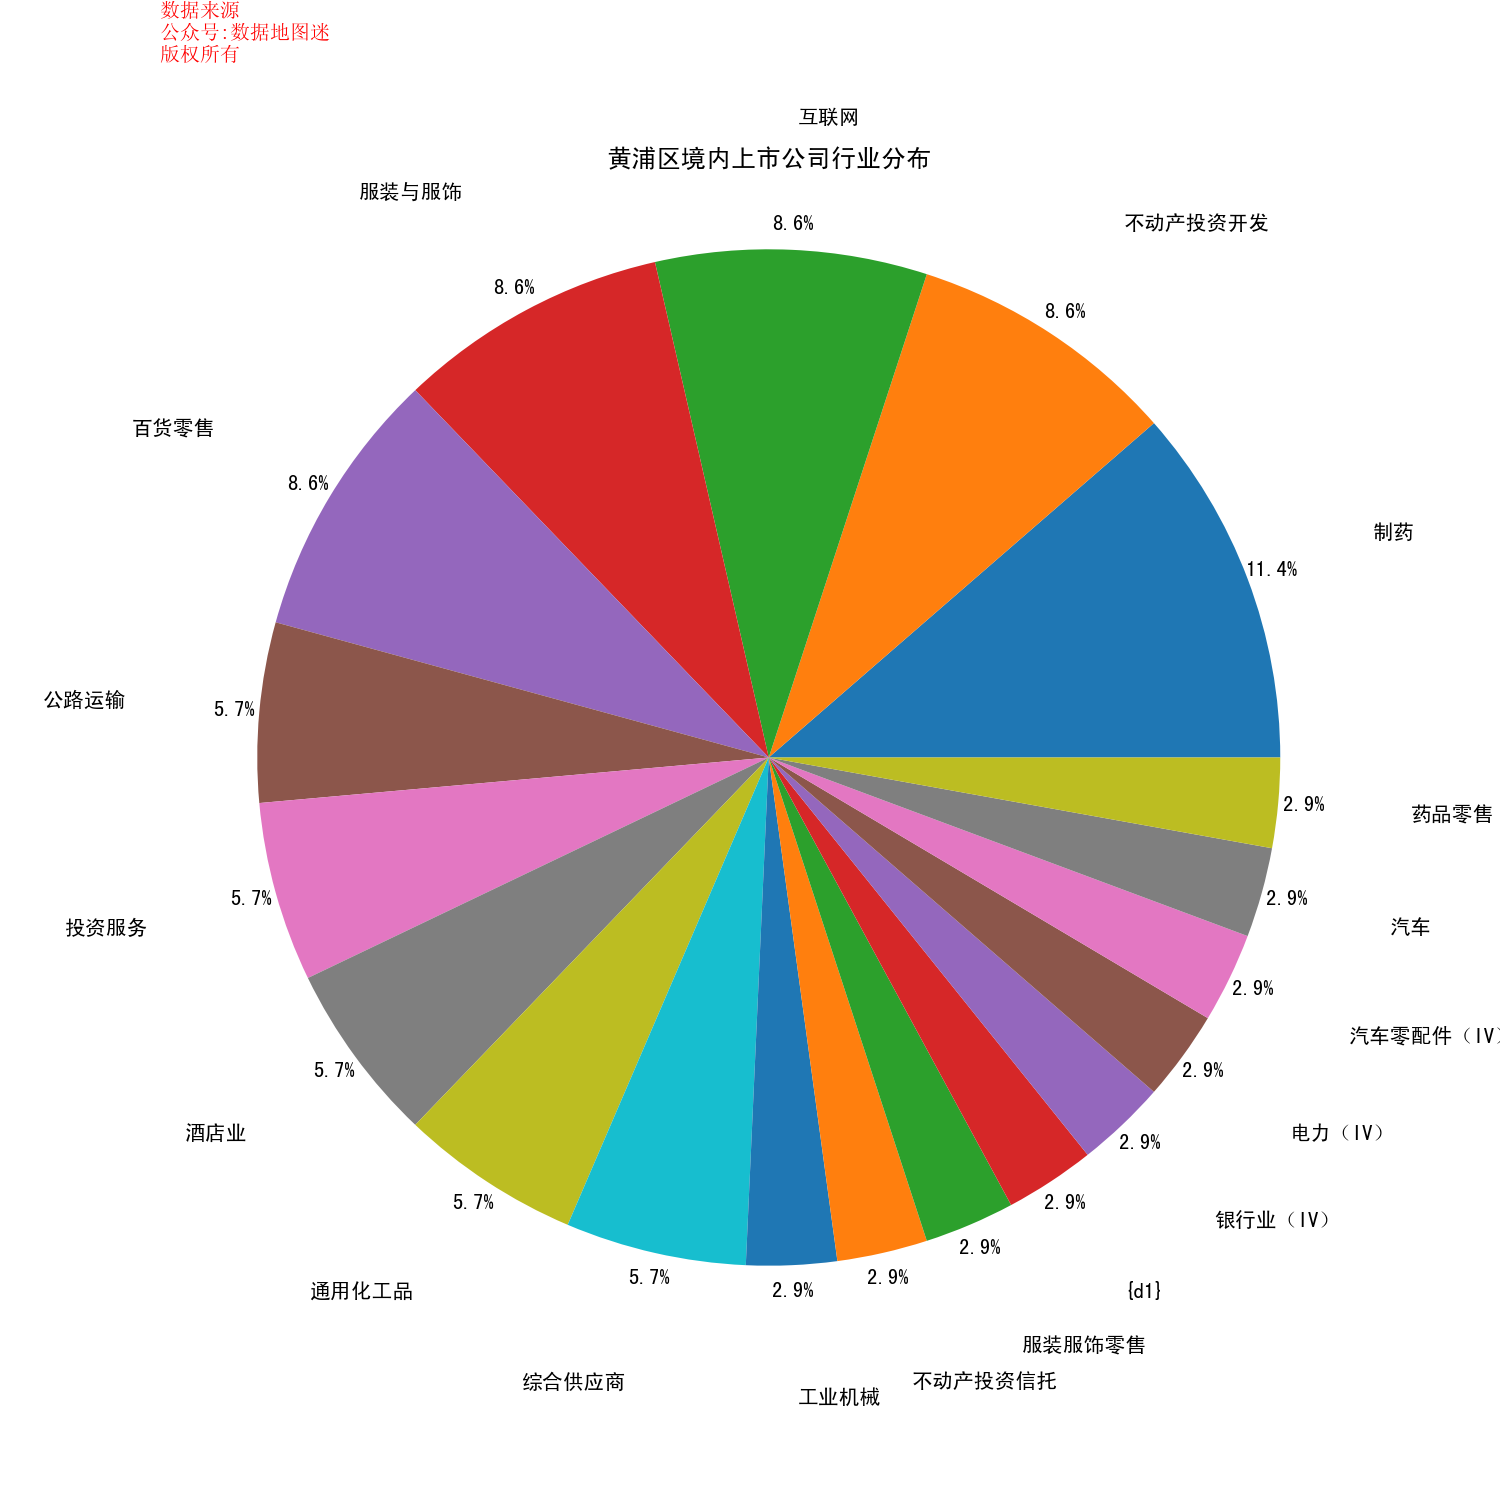 数据来源
公众号:数据地图迷
版权所有
互联网
黄浦区境内上市公司行业分布
服装与服饰
不动产投资开发
8.6%
8.6%
8.6%
百货零售
8.6%
制药
11.4%
公路运输
5.7%
2.9%
药品零售
5.7%
2.9%
投资服务
汽车
2.9%
汽车零配件（IV）
5.7%
2.9%
酒店业
电力（IV）
2.9%
5.7%
2.9%
银行业（IV）
2.9%
5.7%
2.9%
2.9%
通用化工品
{d1}
服装服饰零售
综合供应商
不动产投资信托
工业机械